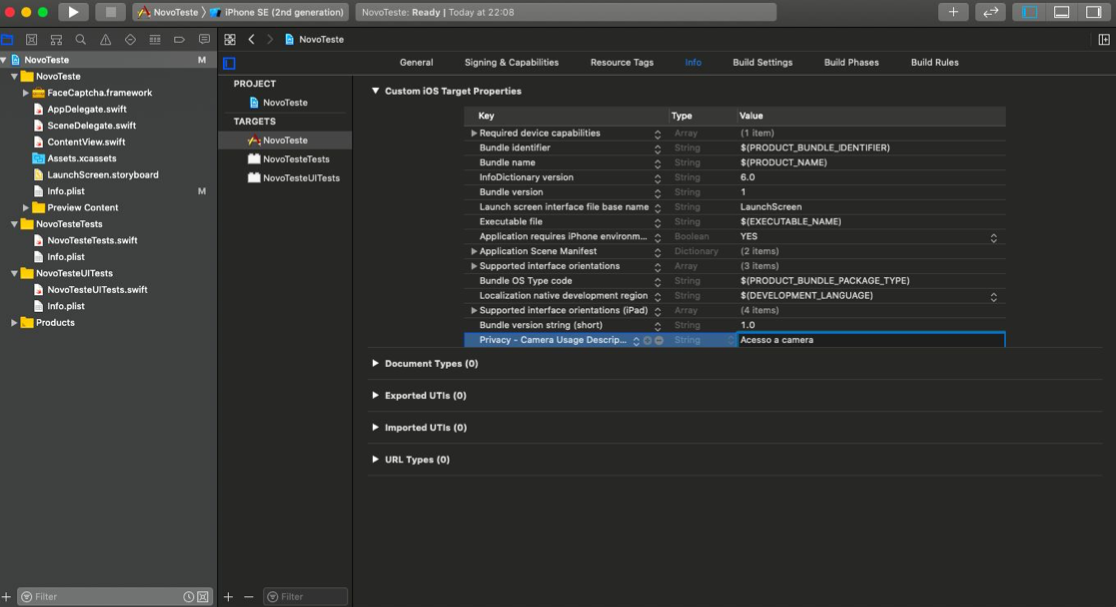 NovoTeste
iPhone SE (2nd generation)
NovoTeste: Ready | Today at 22:08
NovoTeste
NovoTeste M
NovoTeste
FaceCaptcha.framework
AppDelegate.swift
SceneDelegate.swift
ContentView.swift
Assets.xcassets
LaunchScreen.storyboard
Info.plist M
Preview Content
NovoTesteTests
NovoTesteTests.swift
Info.plist
NovoTesteUITests
NovoTesteUITests.swift
Info.plist
Products
Filter
PROJECT
NovoTeste
TARGETS
NovoTeste
NovoTesteTests
NovoTesteUITests
Filter
General Signing & Capabilities Resource Tags Info Build Settings Build Phases Build Rules
Custom iOS Target Properties
Key Type Value
Required device capabilities Array (1 item)
Bundle identifier String $(PRODUCT_BUNDLE_IDENTIFIER)
Bundle name String $(PRODUCT_NAME)
InfoDictionary version String 6.0
Bundle version String 1
Launch screen interface file base name String LaunchScreen
Executable file String $(EXECUTABLE_NAME)
Application requires iPhone environm... Boolean YES
Application Scene Manifest Dictionary (2 items)
Supported interface orientations Array (3 items)
Bundle OS Type code String $(PRODUCT_BUNDLE_PACKAGE_TYPE)
Localization native development region String $(DEVELOPMENT_LANGUAGE)
Supported interface orientations (iPad) Array (4 items)
Bundle version string (short) String 1.0
Privacy - Camera Usage Descrip... String Acesso a camera
Document Types (0)
Exported UTIs (0)
Imported UTIs (0)
URL Types (0)